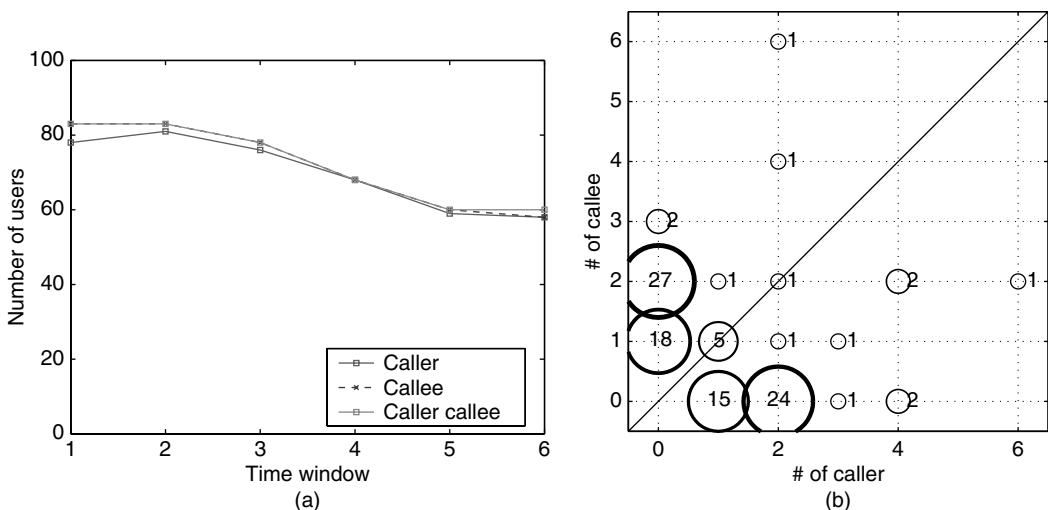 100
80
60
40
20
0
Number of users
1 2 3 4 5 6
Time window
(a)
Caller
Callee
Caller callee
6
5
4
3
2
1
0
# of callee
1
1
2
27 1 1 2 1
18 5 1 1
15 24 1 2
0 2 4 6
# of caller
(b)